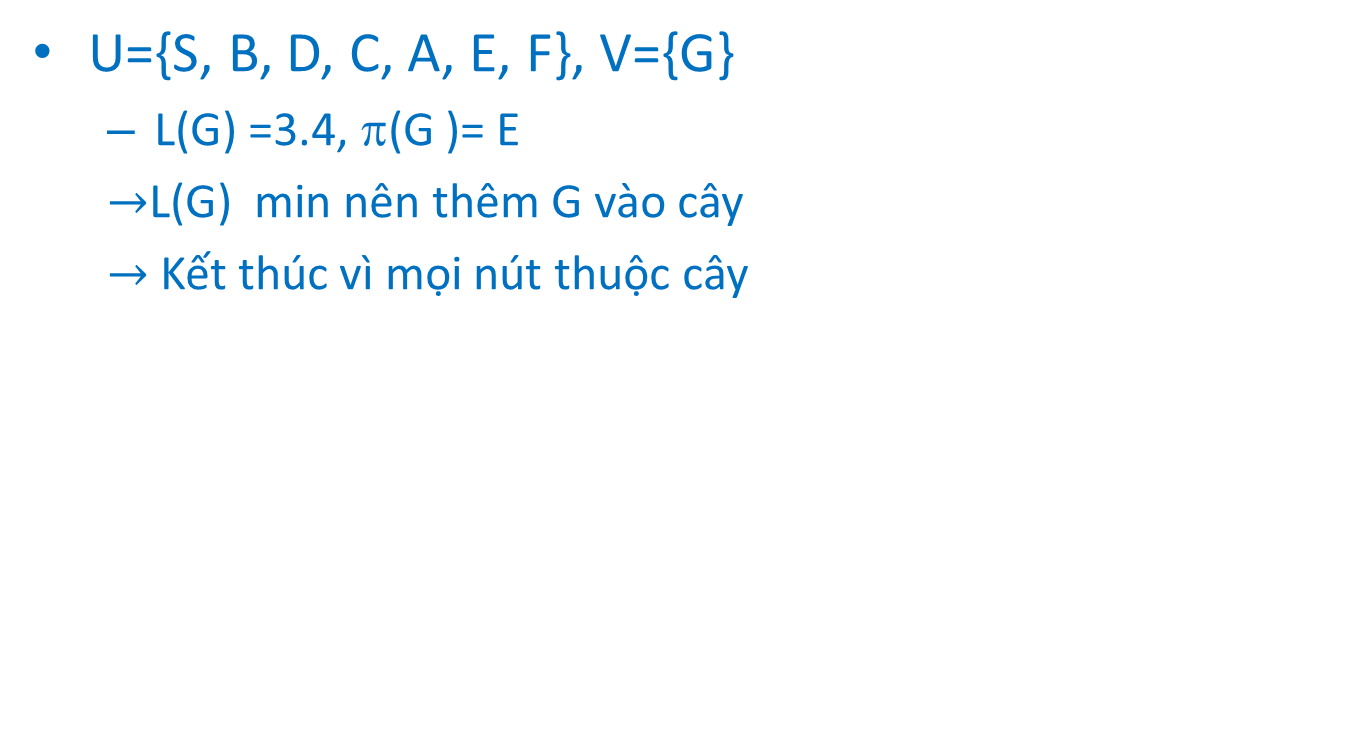 • U={S, B, D, C, A, E, F}, V={G}
– L(G) =3.4, π(G )= E
→L(G)  min nên thêm G vào cây
→ Kết thúc vì mọi nút thuộc cây